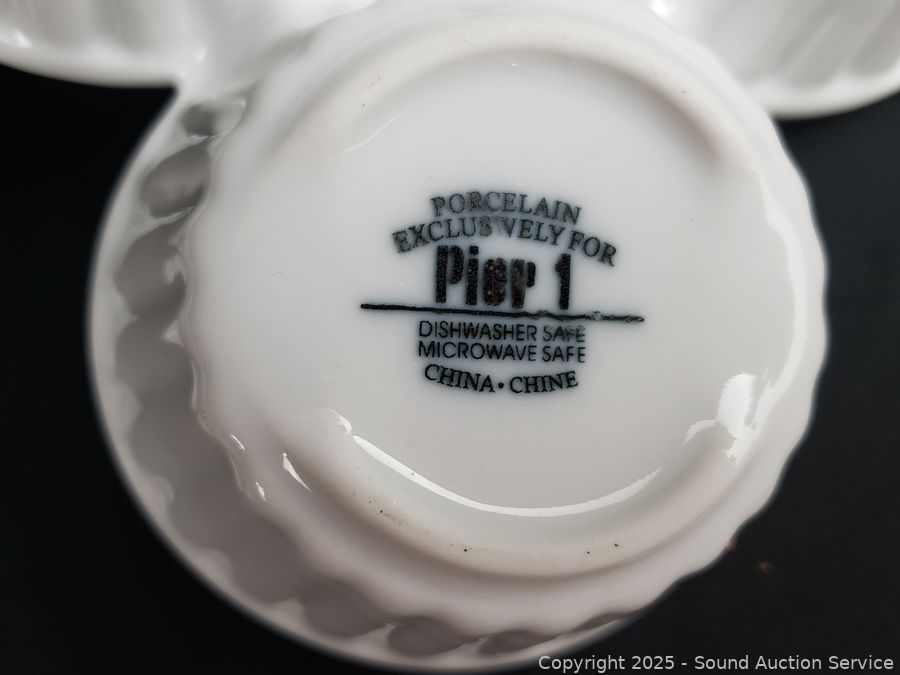 PORCELAIN
EXCLUSIVELY FOR
Pier 1
DISHWASHER SAFE
MICROWAVE SAFE
CHINA • CHINE
Copyright 2025 - Sound Auction Service